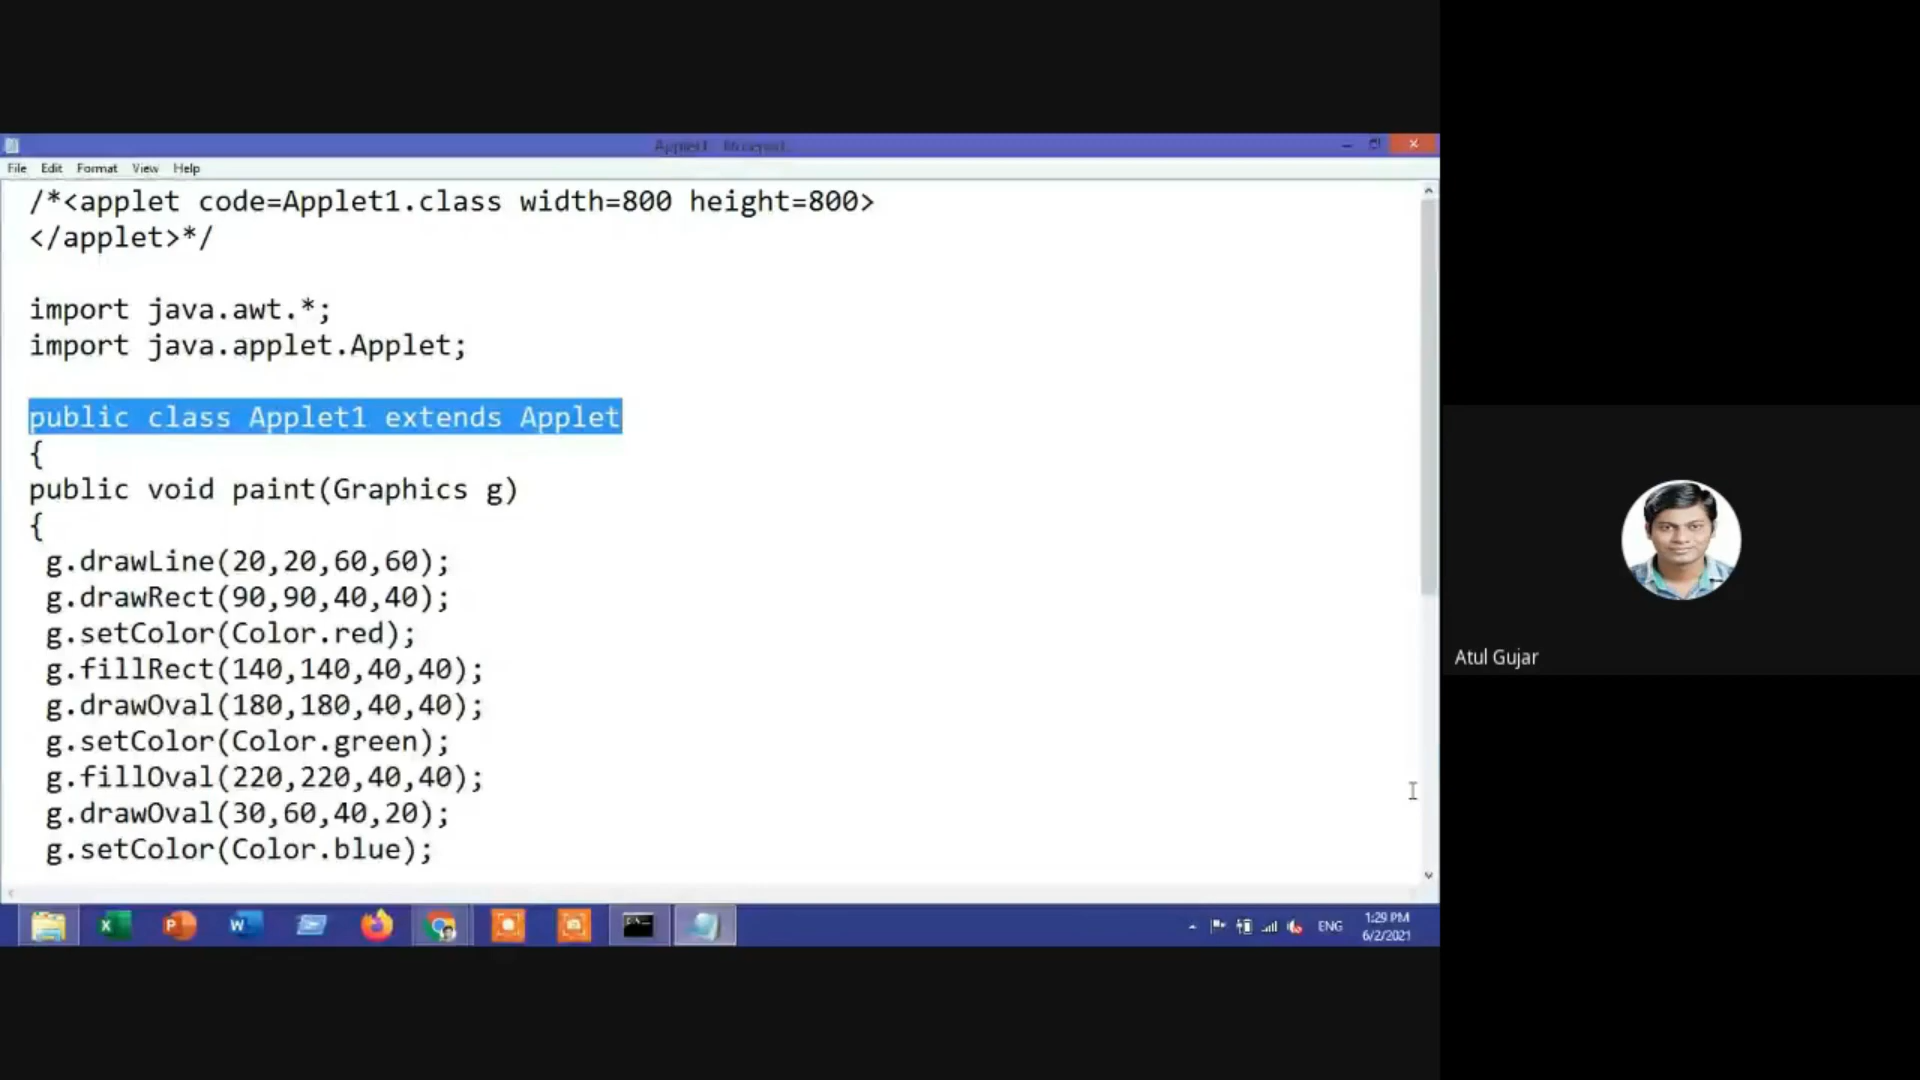 File Edit Format View Help
/*<applet code=Applet1.class width=800 height=800>
</applet>*/
import java.awt.*;
import java.applet.Applet;
public class Applet1 extends Applet
{
public void paint(Graphics g)
{
g.drawLine(20,20,60,60);
g.drawRect(90,90,40,40);
g.setColor(Color.red);
g.fillRect(140,140,40,40);
g.drawOval(180,180,40,40);
g.setColor(Color.green);
g.fillOval(220,220,40,40);
g.drawOval(30,60,40,20);
g.setColor(Color.blue);
ENG
1:29 PM
6/2/2021
Atul Gujar